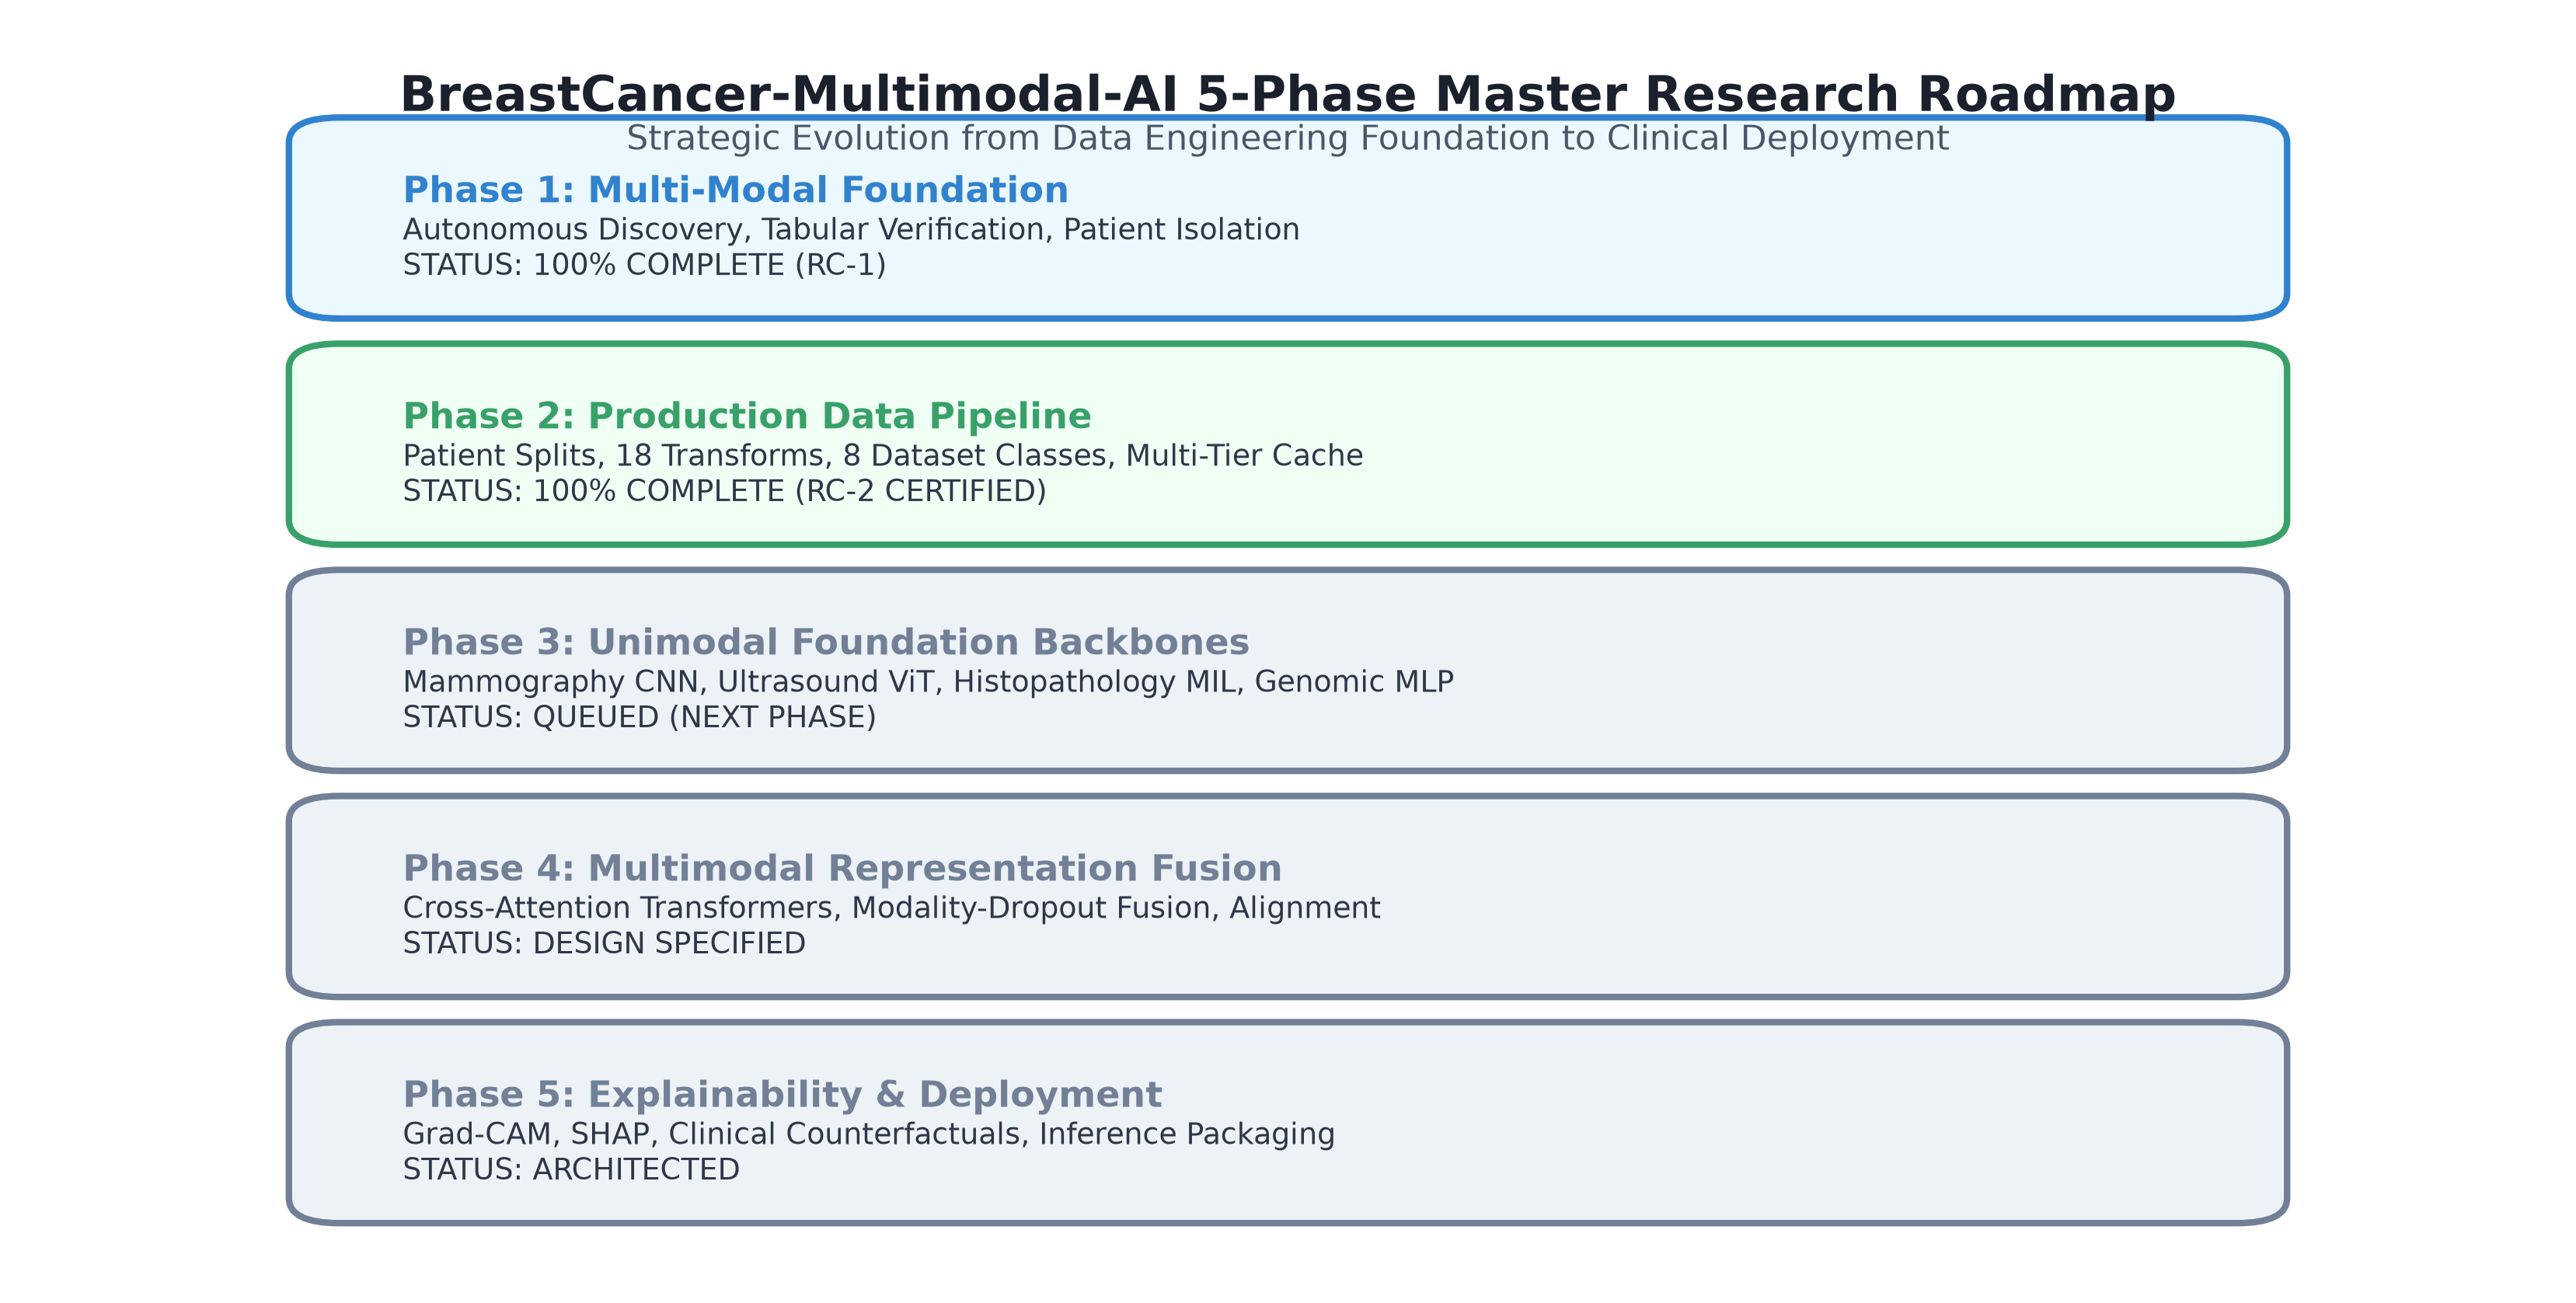 BreastCancer-Multimodal-AI 5-Phase Master Research Roadmap
Strategic Evolution from Data Engineering Foundation to Clinical Deployment
Phase 1: Multi-Modal Foundation
Autonomous Discovery, Tabular Verification, Patient Isolation
STATUS: 100% COMPLETE (RC-1)
Phase 2: Production Data Pipeline
Patient Splits, 18 Transforms, 8 Dataset Classes, Multi-Tier Cache
STATUS: 100% COMPLETE (RC-2 CERTIFIED)
Phase 3: Unimodal Foundation Backbones
Mammography CNN, Ultrasound ViT, Histopathology MIL, Genomic MLP
STATUS: QUEUED (NEXT PHASE)
Phase 4: Multimodal Representation Fusion
Cross-Attention Transformers, Modality-Dropout Fusion, Alignment
STATUS: DESIGN SPECIFIED
Phase 5: Explainability & Deployment
Grad-CAM, SHAP, Clinical Counterfactuals, Inference Packaging
STATUS: ARCHITECTED